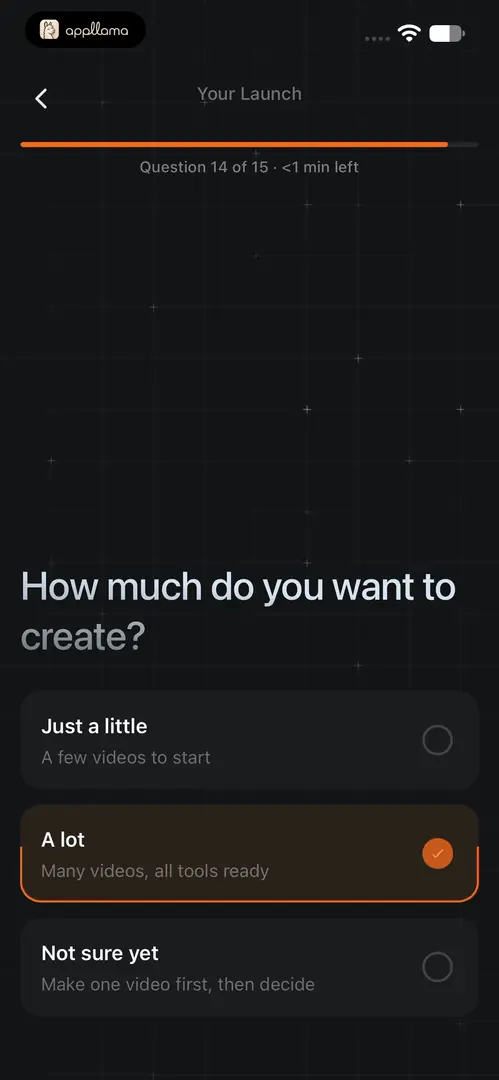 appllama
Your Launch
Question 14 of 15 · <1 min left
How much do you want to
create?
Just a little
A few videos to start
A lot
Many videos, all tools ready
Not sure yet
Make one video first, then decide